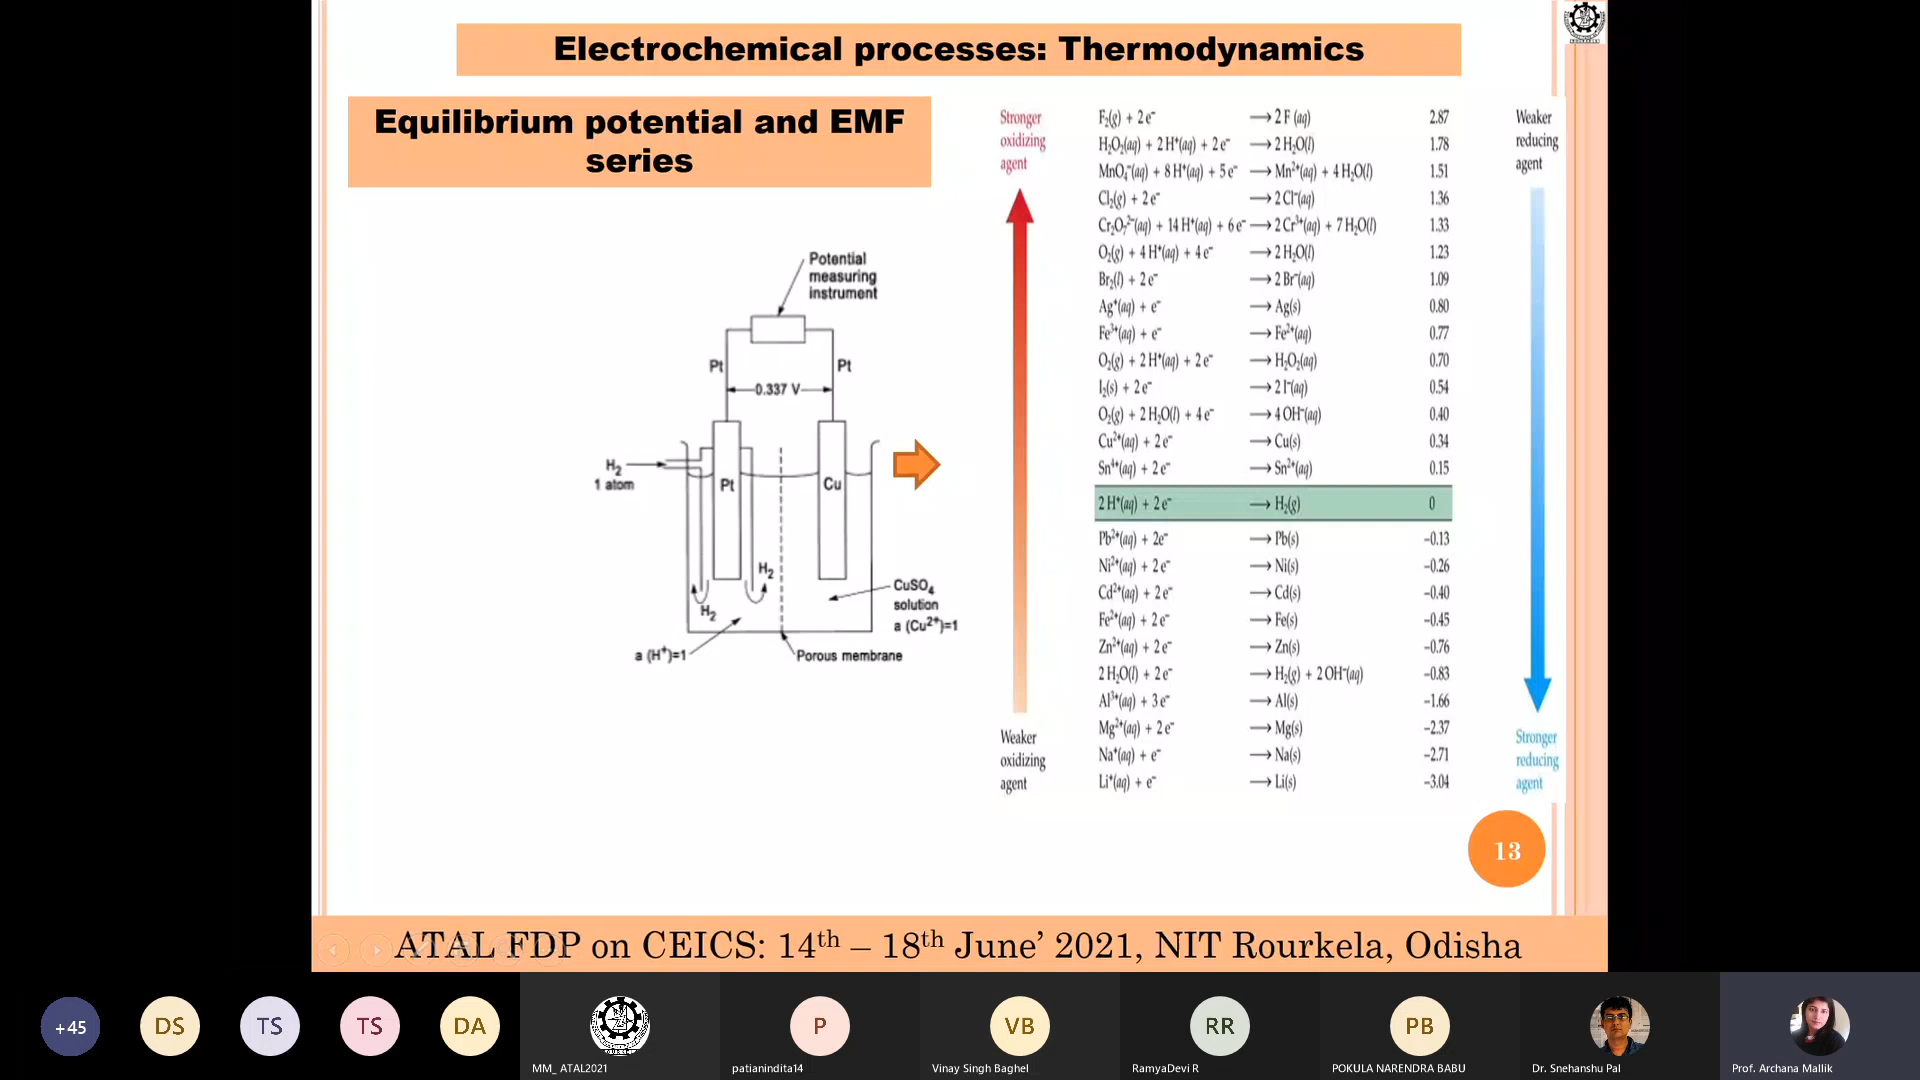 Electrochemical processes: Thermodynamics
Equilibrium potential and EMF
series
Potential
measuring
instrument
Pt
Pt
0.337 V
H₂
1 atom
Pt
Cu
H₂
H₂
CuSO₄
solution
a (Cu²⁺)=1
a (H⁺)=1
Porous membrane
Stronger
oxidizing
agent
Weaker
oxidizing
agent
F₂(g) + 2 e⁻ ⟶ 2 F (aq) 2.87
H₂O₂(aq) + 2 H⁺(aq) + 2 e⁻ ⟶ 2 H₂O(l) 1.78
MnO₄⁻(aq) + 8 H⁺(aq) + 5 e⁻ ⟶ Mn²⁺(aq) + 4 H₂O(l) 1.51
Cl₂(g) + 2 e⁻ ⟶ 2 Cl⁻(aq) 1.36
Cr₂O₇²⁻(aq) + 14 H⁺(aq) + 6 e⁻ ⟶ 2 Cr³⁺(aq) + 7 H₂O(l) 1.33
O₂(g) + 4 H⁺(aq) + 4 e⁻ ⟶ 2 H₂O(l) 1.23
Br₂(l) + 2 e⁻ ⟶ 2 Br⁻(aq) 1.09
Ag⁺(aq) + e⁻ ⟶ Ag(s) 0.80
Fe³⁺(aq) + e⁻ ⟶ Fe²⁺(aq) 0.77
O₂(g) + 2 H⁺(aq) + 2 e⁻ ⟶ H₂O₂(aq) 0.70
I₂(s) + 2 e⁻ ⟶ 2 I⁻(aq) 0.54
O₂(g) + 2 H₂O(l) + 4 e⁻ ⟶ 4 OH⁻(aq) 0.40
Cu²⁺(aq) + 2 e⁻ ⟶ Cu(s) 0.34
Sn⁴⁺(aq) + 2 e⁻ ⟶ Sn²⁺(aq) 0.15
2 H⁺(aq) + 2 e⁻ ⟶ H₂(g) 0
Pb²⁺(aq) + 2e⁻ ⟶ Pb(s) −0.13
Ni²⁺(aq) + 2 e⁻ ⟶ Ni(s) −0.26
Cd²⁺(aq) + 2 e⁻ ⟶ Cd(s) −0.40
Fe²⁺(aq) + 2 e⁻ ⟶ Fe(s) −0.45
Zn²⁺(aq) + 2 e⁻ ⟶ Zn(s) −0.76
2 H₂O(l) + 2 e⁻ ⟶ H₂(g) + 2 OH⁻(aq) −0.83
Al³⁺(aq) + 3 e⁻ ⟶ Al(s) −1.66
Mg²⁺(aq) + 2 e⁻ ⟶ Mg(s) −2.37
Na⁺(aq) + e⁻ ⟶ Na(s) −2.71
Li⁺(aq) + e⁻ ⟶ Li(s) −3.04
Weaker
reducing
agent
Stronger
reducing
agent
13
ATAL FDP on CEICS: 14th – 18th June' 2021, NIT Rourkela, Odisha
+45
DS
TS
TS
DA
MM_ ATAL2021
P
patianindita14
VB
Vinay Singh Baghel
RR
RamyaDevi R
PB
POKULA NARENDRA BABU
Dr. Snehanshu Pal
Prof. Archana Mallik